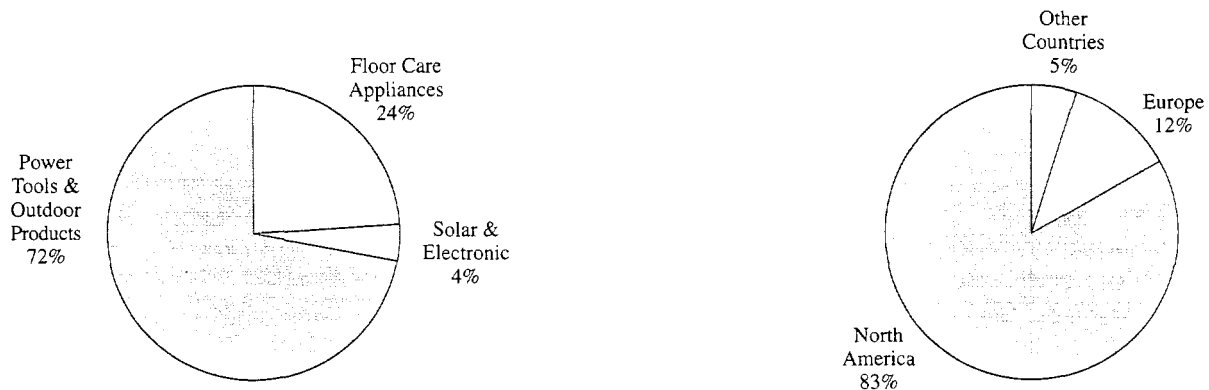 Floor Care
Appliances
24%
Power
Tools &
Outdoor
Products
72%
Solar &
Electronic
4%
Other
Countries
5%
Europe
12%
North
America
83%